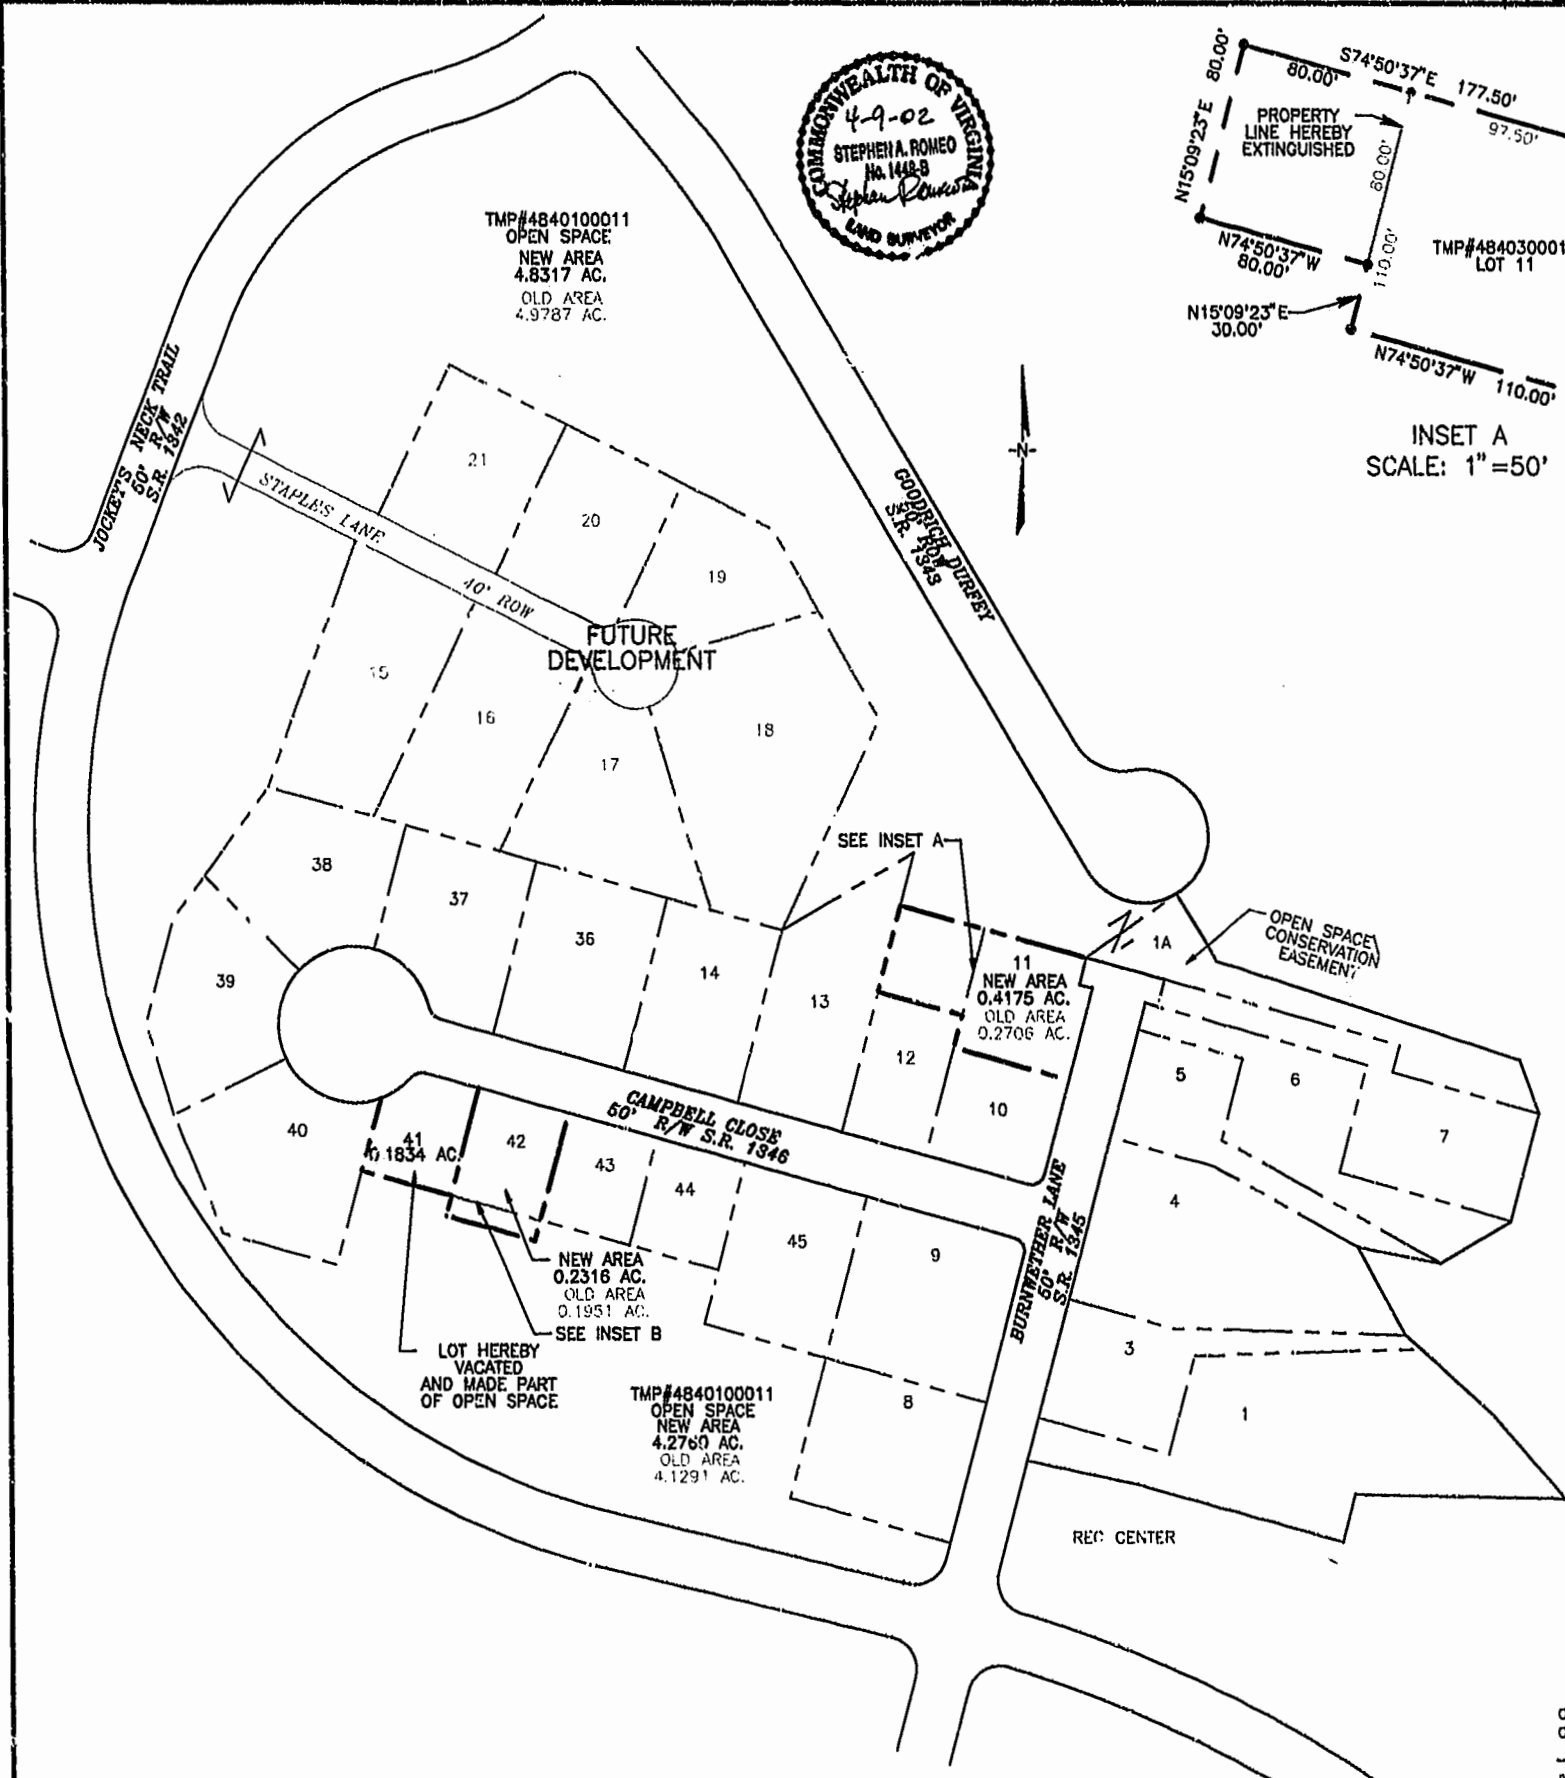 COMMONWEALTH OF VIRGINIA
4-9-02
STEPHEN A. ROMEO
No. 1448-B
LAND SURVEYOR
N15°09'23"E 80.00'
80.00'
S74°50'37"E 177.50'
97.50'
PROPERTY
LINE HEREBY
EXTINGUISHED
80.00'
110.00'
N74°50'37"W
80.00'
TMP#484030001
LOT 11
N15°09'23"E
30.00'
N74°50'37"W 110.00'
INSET A
SCALE: 1"=50'
-N-
TMP#4840100011
OPEN SPACE
NEW AREA
4.8317 AC.
OLD AREA
4.9787 AC.
JOCKEY'S NECK TRAIL
50' R/W
S.R. 1342
STAPLES LANE
40' ROW
21
20
19
GOODRICH DURFEY
50' ROW
S.R. 1343
FUTURE
DEVELOPMENT
15
16
17
18
SEE INSET A
38
37
36
14
13
39
11
NEW AREA
0.4175 AC.
OLD AREA
0.2706 AC.
1A
OPEN SPACE
CONSERVATION
EASEMENT
12
10
5
6
7
4
CAMPBELL CLOSE
50' R/W S.R. 1346
40
41
0.1834 AC.
42
43
44
45
9
BURNWETHER LANE
50' R/W
S.R. 1345
NEW AREA
0.2316 AC.
OLD AREA
0.1951 AC.
SEE INSET B
LOT HEREBY
VACATED
AND MADE PART
OF OPEN SPACE
TMP#4840100011
OPEN SPACE
NEW AREA
4.2760 AC.
OLD AREA
4.1291 AC.
8
3
1
REC CENTER